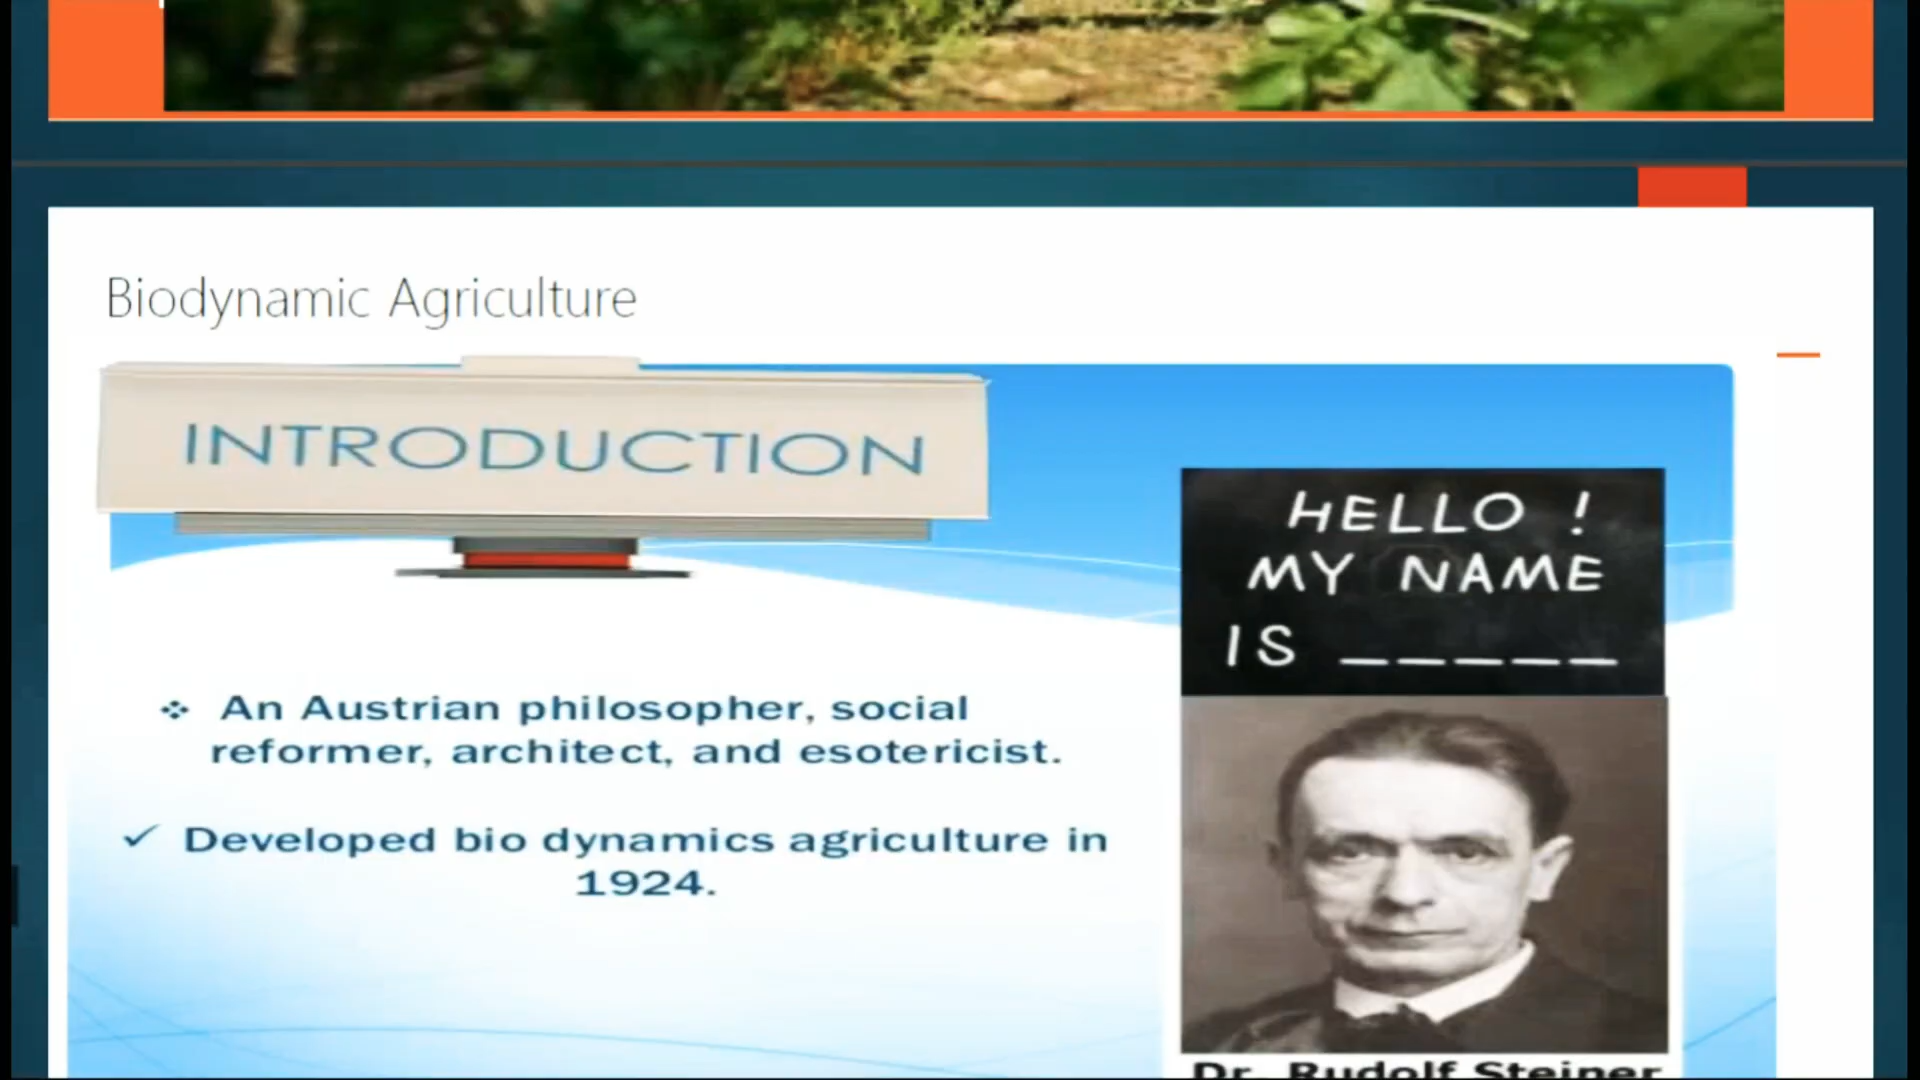 Biodynamic Agriculture
INTRODUCTION
HELLO !
MY NAME
IS _____
❖ An Austrian philosopher, social
reformer, architect, and esotericist.
✓ Developed bio dynamics agriculture in
1924.
Dr. Rudolf Steiner